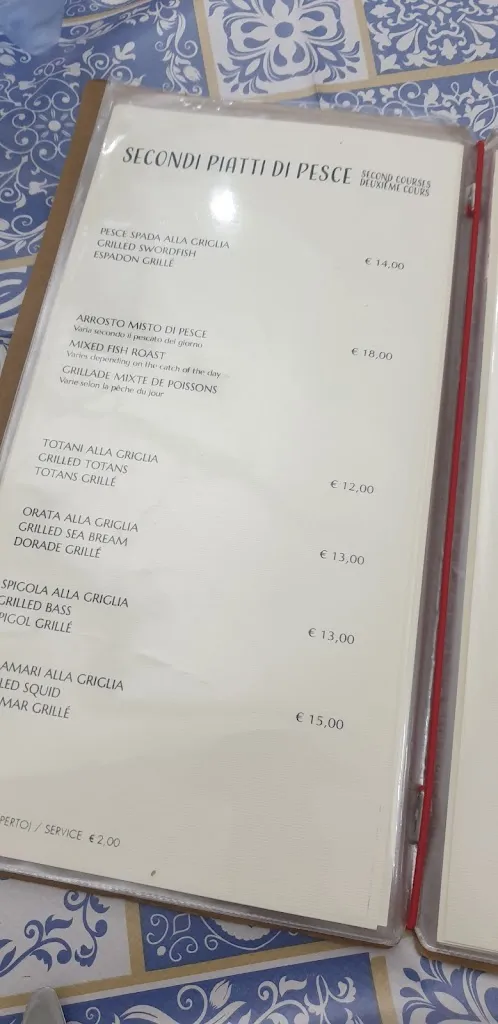 SECONDI PIATTI DI PESCE SECOND COURSES
DEUXIÈME COURS
PESCE SPADA ALLA GRIGLIA
GRILLED SWORDFISH
ESPADON GRILLÉ
€ 14,00
ARROSTO MISTO DI PESCE
Varia secondo il pescato del giorno
MIXED FISH ROAST
Varies depending on the catch of the day
GRILLADE MIXTE DE POISSONS
Varie selon la pêche du jour
€ 18,00
TOTANI ALLA GRIGLIA
GRILLED TOTANS
TOTANS GRILLÉ
€ 12,00
ORATA ALLA GRIGLIA
GRILLED SEA BREAM
DORADE GRILLÉ
€ 13,00
SPIGOLA ALLA GRIGLIA
GRILLED BASS
PIGOL GRILLÉ
€ 13,00
AMARI ALLA GRIGLIA
LED SQUID
MAR GRILLÉ
€ 15,00
PERTO| / SERVICE € 2,00